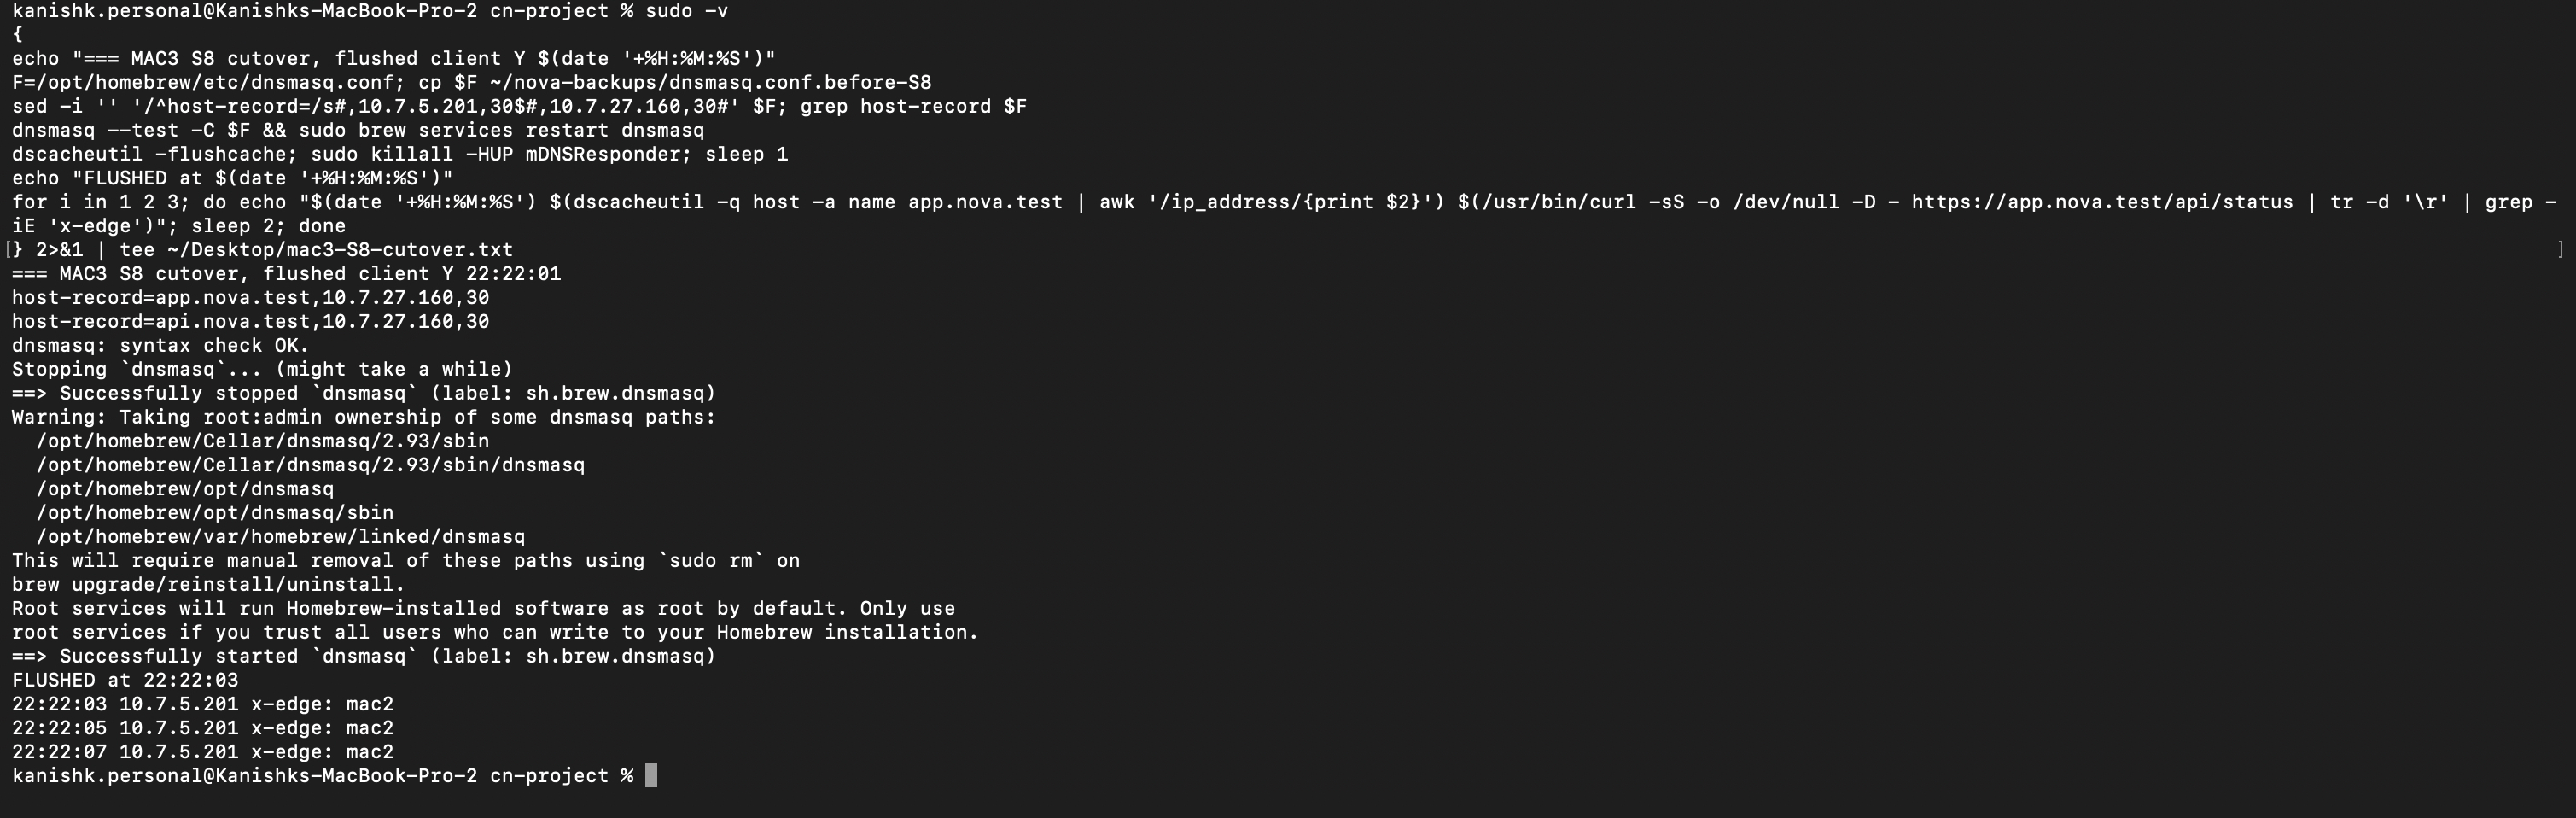 kanishk.personal@Kanishks-MacBook-Pro-2 cn-project % sudo -v
{
echo "=== MAC3 S8 cutover, flushed client Y $(date '+%H:%M:%S')"
F=/opt/homebrew/etc/dnsmasq.conf; cp $F ~/nova-backups/dnsmasq.conf.before-S8
sed -i '' '/^host-record=/s#,10.7.5.201,30$#,10.7.27.160,30#' $F; grep host-record $F
dnsmasq --test -C $F && sudo brew services restart dnsmasq
dscacheutil -flushcache; sudo killall -HUP mDNSResponder; sleep 1
echo "FLUSHED at $(date '+%H:%M:%S')"
for i in 1 2 3; do echo "$(date '+%H:%M:%S') $(dscacheutil -q host -a name app.nova.test | awk '/ip_address/{print $2}') $(/usr/bin/curl -sS -o /dev/null -D - https://app.nova.test/api/status | tr -d '\r' | grep -
iE 'x-edge')"; sleep 2; done
[} 2>&1 | tee ~/Desktop/mac3-S8-cutover.txt ]
=== MAC3 S8 cutover, flushed client Y 22:22:01
host-record=app.nova.test,10.7.27.160,30
host-record=api.nova.test,10.7.27.160,30
dnsmasq: syntax check OK.
Stopping `dnsmasq`... (might take a while)
==> Successfully stopped `dnsmasq` (label: sh.brew.dnsmasq)
Warning: Taking root:admin ownership of some dnsmasq paths:
  /opt/homebrew/Cellar/dnsmasq/2.93/sbin
  /opt/homebrew/Cellar/dnsmasq/2.93/sbin/dnsmasq
  /opt/homebrew/opt/dnsmasq
  /opt/homebrew/opt/dnsmasq/sbin
  /opt/homebrew/var/homebrew/linked/dnsmasq
This will require manual removal of these paths using `sudo rm` on
brew upgrade/reinstall/uninstall.
Root services will run Homebrew-installed software as root by default. Only use
root services if you trust all users who can write to your Homebrew installation.
==> Successfully started `dnsmasq` (label: sh.brew.dnsmasq)
FLUSHED at 22:22:03
22:22:03 10.7.5.201 x-edge: mac2
22:22:05 10.7.5.201 x-edge: mac2
22:22:07 10.7.5.201 x-edge: mac2
kanishk.personal@Kanishks-MacBook-Pro-2 cn-project %